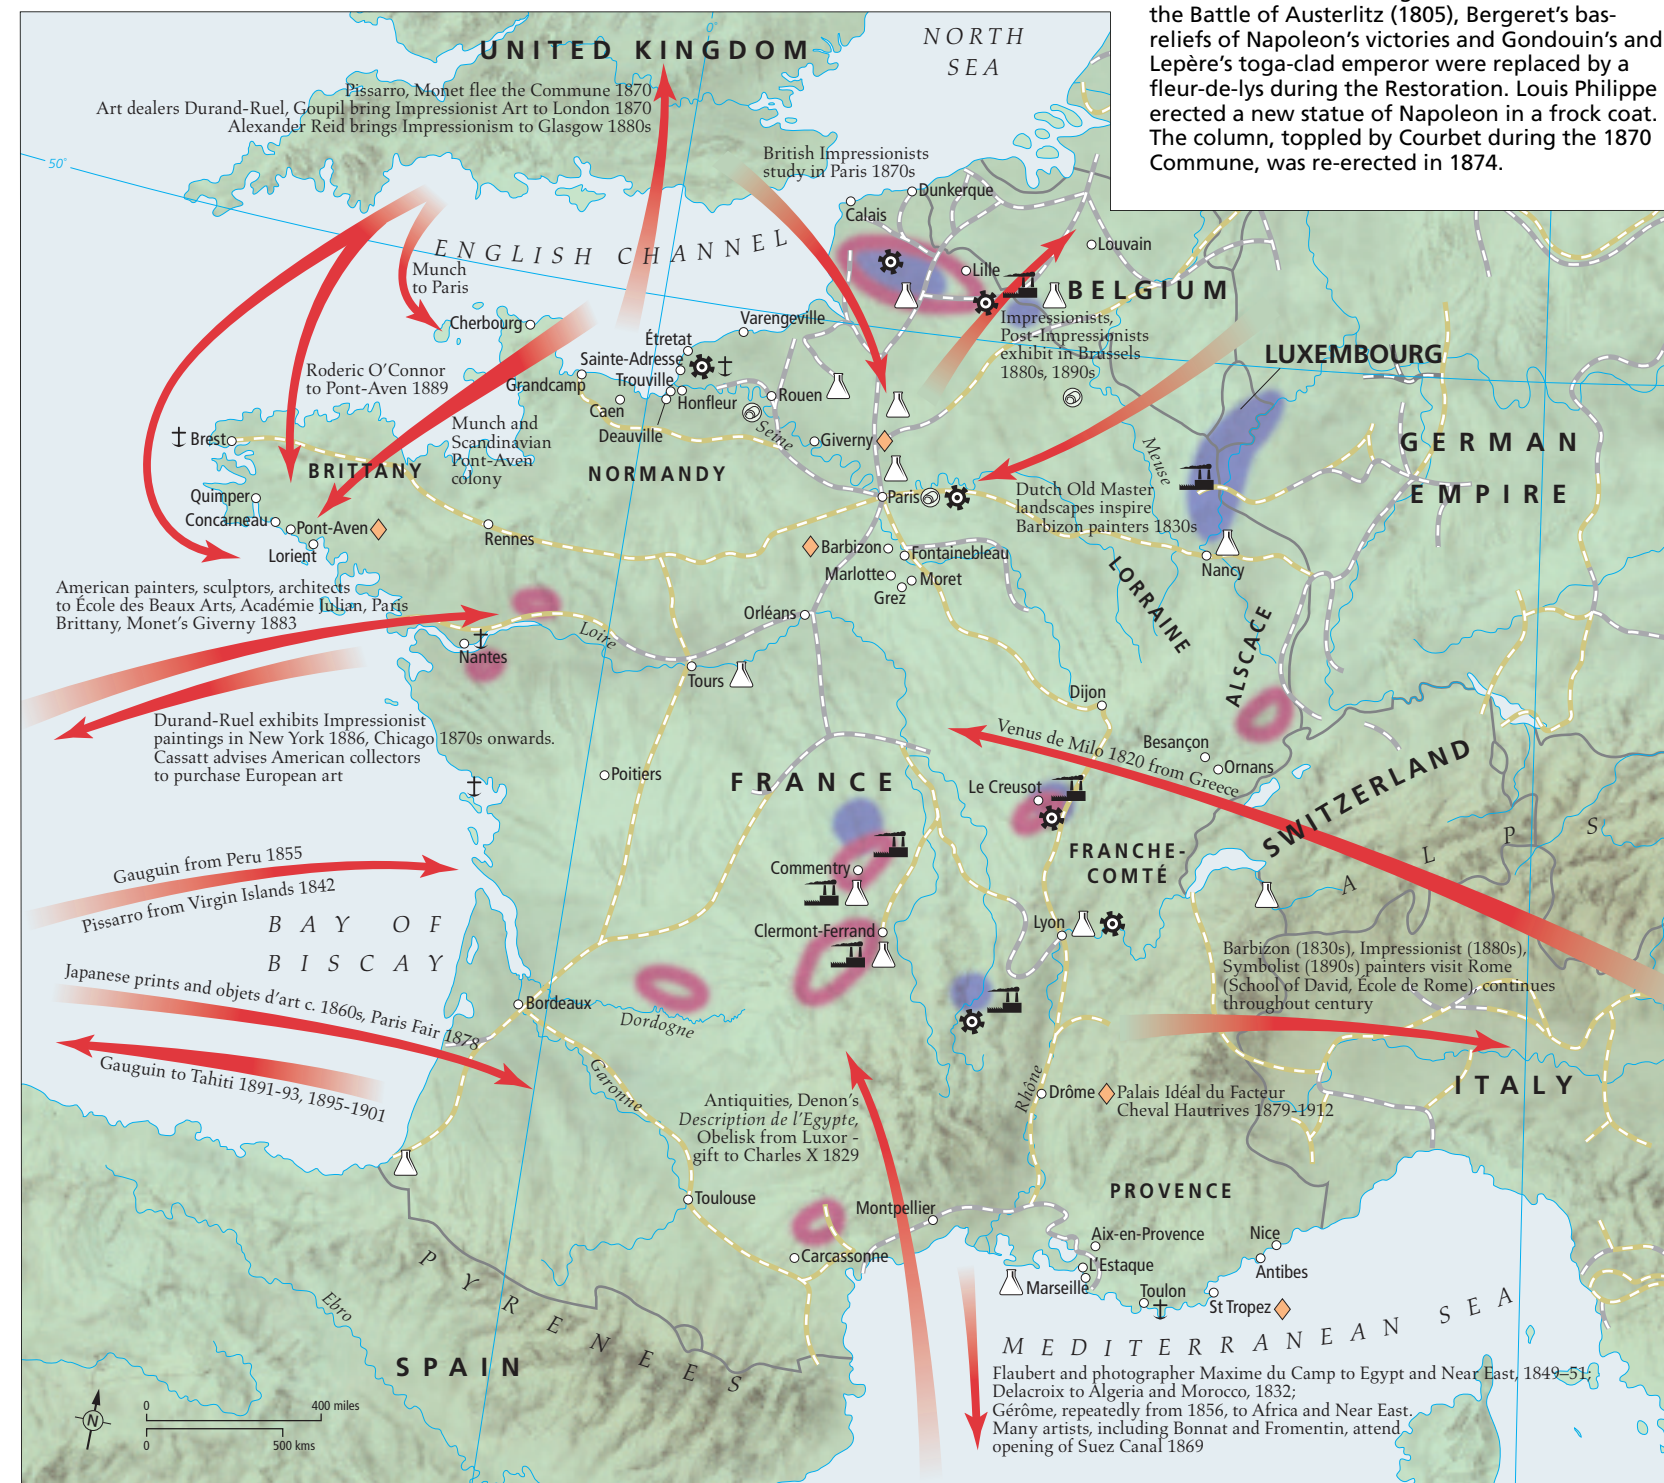 the Battle of Austerlitz (1805), Bergeret’s bas-
reliefs of Napoleon’s victories and Gondouin’s and
Lepère’s toga-clad emperor were replaced by a
fleur-de-lys during the Restoration. Louis Philippe
erected a new statue of Napoleon in a frock coat.
The column, toppled by Courbet during the 1870
Commune, was re-erected in 1874.
0°
UNITED KINGDOM
NORTH
SEA
Pissarro, Monet flee the Commune 1870
Art dealers Durand-Ruel, Goupil bring Impressionist Art to London 1870
Alexander Reid brings Impressionism to Glasgow 1880s
50°
British Impressionists
study in Paris 1870s
Dunkerque
Calais
ENGLISH CHANNEL
Louvain
Lille
BELGIUM
Munch
to Paris
Cherbourg
Varengeville
Impressionists,
Post-Impressionists
exhibit in Brussels
1880s, 1890s
Étretat
Sainte-Adresse
Trouville
Grandcamp
Honfleur
Caen
Deauville
Rouen
Seine
LUXEMBOURG
Roderic O’Connor
to Pont-Aven 1889
Munch and
Scandinavian
Pont-Aven
colony
Brest
BRITTANY
NORMANDY
Giverny
Meuse
GERMAN
EMPIRE
Quimper
Concarneau
Pont-Aven
Lorient
Rennes
Paris
Dutch Old Master
landscapes inspire
Barbizon painters 1830s
Barbizon
Fontainebleau
Marlotte
Moret
Grez
Nancy
LORRAINE
ALSCACE
American painters, sculptors, architects
to École des Beaux Arts, Académie Julian, Paris
Brittany, Monet’s Giverny 1883
Orléans
Loire
Nantes
Tours
Dijon
Durand-Ruel exhibits Impressionist
paintings in New York 1886, Chicago 1870s onwards.
Cassatt advises American collectors
to purchase European art
Venus de Milo 1820 from Greece
Besançon
Ornans
Poitiers
FRANCE
Le Creusot
SWITZERLAND
ALPS
FRANCHE-
COMTÉ
Gauguin from Peru 1855
Pissarro from Virgin Islands 1842
Commentry
BAY OF
BISCAY
Clermont-Ferrand
Lyon
Barbizon (1830s), Impressionist (1880s),
Symbolist (1890s) painters visit Rome
(School of David, École de Rome), continues
throughout century
Japanese prints and objets d’art c. 1860s, Paris Fair 1878
Bordeaux
Dordogne
Gauguin to Tahiti 1891-93, 1895-1901
Garonne
Rhône
ITALY
Antiquities, Denon’s
Description de l’Egypte,
Obelisk from Luxor -
gift to Charles X 1829
Drôme
Palais Idéal du Facteur
Cheval Hautrives 1879-1912
Toulouse
Montpellier
PROVENCE
Carcassonne
Aix-en-Provence
Nice
L’Estaque
Antibes
Marseille
Toulon
St Tropez
PYRENEES
Ebro
SPAIN
MEDITERRANEAN SEA
Flaubert and photographer Maxime du Camp to Egypt and Near East, 1849–51;
Delacroix to Algeria and Morocco, 1832;
Gérôme, repeatedly from 1856, to Africa and Near East.
Many artists, including Bonnat and Fromentin, attend
opening of Suez Canal 1869
N
0
400 miles
0
500 kms